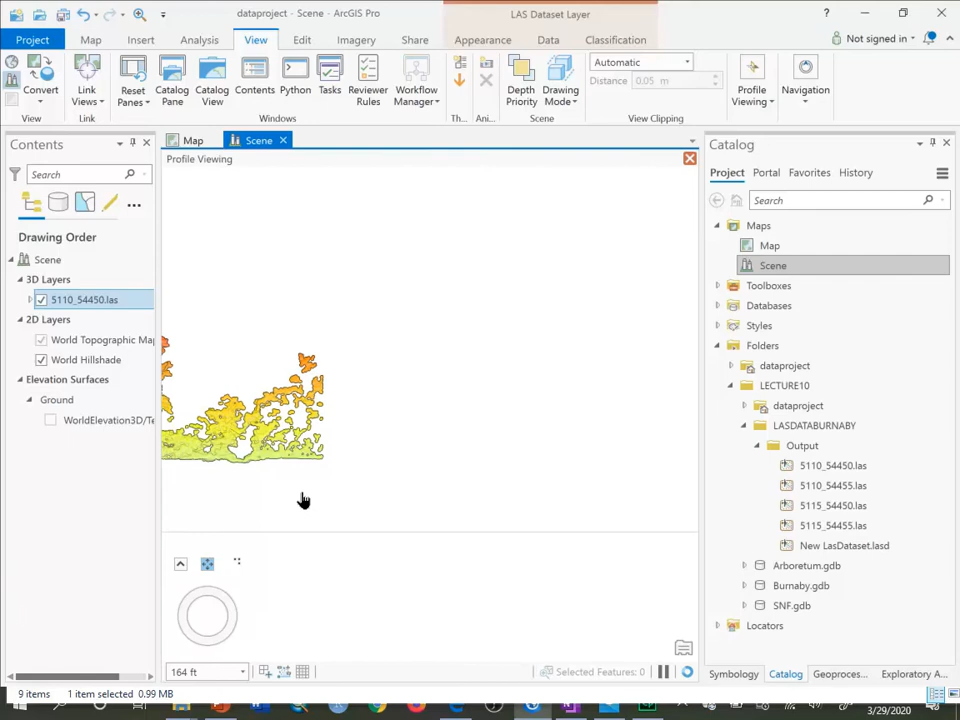 dataproject - Scene - ArcGIS Pro
LAS Dataset Layer
?
Project
Map
Insert
Analysis
View
Edit
Imagery
Share
Appearance
Data
Classification
Not signed in
Convert
Link Views
Reset Panes
Catalog Pane
Catalog View
Contents
Python
Tasks
Reviewer Rules
Workflow Manager
Depth Priority
Drawing Mode
Automatic
Distance 0.05 m
Profile Viewing
Navigation
View
Link
Windows
Th...
Ani...
Scene
View Clipping
Contents
Search
Drawing Order
Scene
3D Layers
5110_54450.las
2D Layers
World Topographic Map
World Hillshade
Elevation Surfaces
Ground
WorldElevation3D/Te
Map
Scene
Profile Viewing
164 ft
Selected Features: 0
Catalog
Project
Portal
Favorites
History
Search
Maps
Map
Scene
Toolboxes
Databases
Styles
Folders
dataproject
LECTURE10
dataproject
LASDATABURNABY
Output
5110_54450.las
5110_54455.las
5115_54450.las
5115_54455.las
New LasDataset.lasd
Arboretum.gdb
Burnaby.gdb
SNF.gdb
Locators
Symbology
Catalog
Geoproces...
Exploratory A...
9 items
1 item selected 0.99 MB
3/29/2020